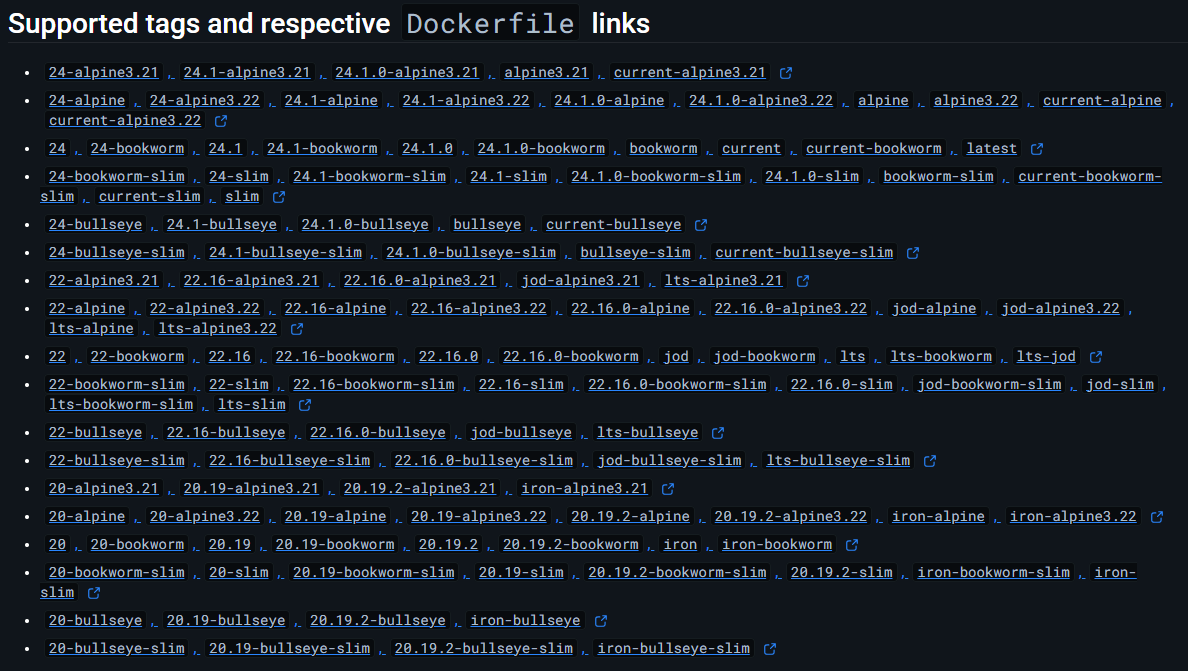 Supported tags and respective Dockerfile links
24-alpine3.21, 24.1-alpine3.21, 24.1.0-alpine3.21, alpine3.21, current-alpine3.21
24-alpine, 24-alpine3.22, 24.1-alpine, 24.1-alpine3.22, 24.1.0-alpine, 24.1.0-alpine3.22, alpine, alpine3.22, current-alpine,
current-alpine3.22
24, 24-bookworm, 24.1, 24.1-bookworm, 24.1.0, 24.1.0-bookworm, bookworm, current, current-bookworm, latest
24-bookworm-slim, 24-slim, 24.1-bookworm-slim, 24.1-slim, 24.1.0-bookworm-slim, 24.1.0-slim, bookworm-slim, current-bookworm-
slim, current-slim, slim
24-bullseye, 24.1-bullseye, 24.1.0-bullseye, bullseye, current-bullseye
24-bullseye-slim, 24.1-bullseye-slim, 24.1.0-bullseye-slim, bullseye-slim, current-bullseye-slim
22-alpine3.21, 22.16-alpine3.21, 22.16.0-alpine3.21, jod-alpine3.21, lts-alpine3.21
22-alpine, 22-alpine3.22, 22.16-alpine, 22.16-alpine3.22, 22.16.0-alpine, 22.16.0-alpine3.22, jod-alpine, jod-alpine3.22,
lts-alpine, lts-alpine3.22
22, 22-bookworm, 22.16, 22.16-bookworm, 22.16.0, 22.16.0-bookworm, jod, jod-bookworm, lts, lts-bookworm, lts-jod
22-bookworm-slim, 22-slim, 22.16-bookworm-slim, 22.16-slim, 22.16.0-bookworm-slim, 22.16.0-slim, jod-bookworm-slim, jod-slim,
lts-bookworm-slim, lts-slim
22-bullseye, 22.16-bullseye, 22.16.0-bullseye, jod-bullseye, lts-bullseye
22-bullseye-slim, 22.16-bullseye-slim, 22.16.0-bullseye-slim, jod-bullseye-slim, lts-bullseye-slim
20-alpine3.21, 20.19-alpine3.21, 20.19.2-alpine3.21, iron-alpine3.21
20-alpine, 20-alpine3.22, 20.19-alpine, 20.19-alpine3.22, 20.19.2-alpine, 20.19.2-alpine3.22, iron-alpine, iron-alpine3.22
20, 20-bookworm, 20.19, 20.19-bookworm, 20.19.2, 20.19.2-bookworm, iron, iron-bookworm
20-bookworm-slim, 20-slim, 20.19-bookworm-slim, 20.19-slim, 20.19.2-bookworm-slim, 20.19.2-slim, iron-bookworm-slim, iron-
slim
20-bullseye, 20.19-bullseye, 20.19.2-bullseye, iron-bullseye
20-bullseye-slim, 20.19-bullseye-slim, 20.19.2-bullseye-slim, iron-bullseye-slim